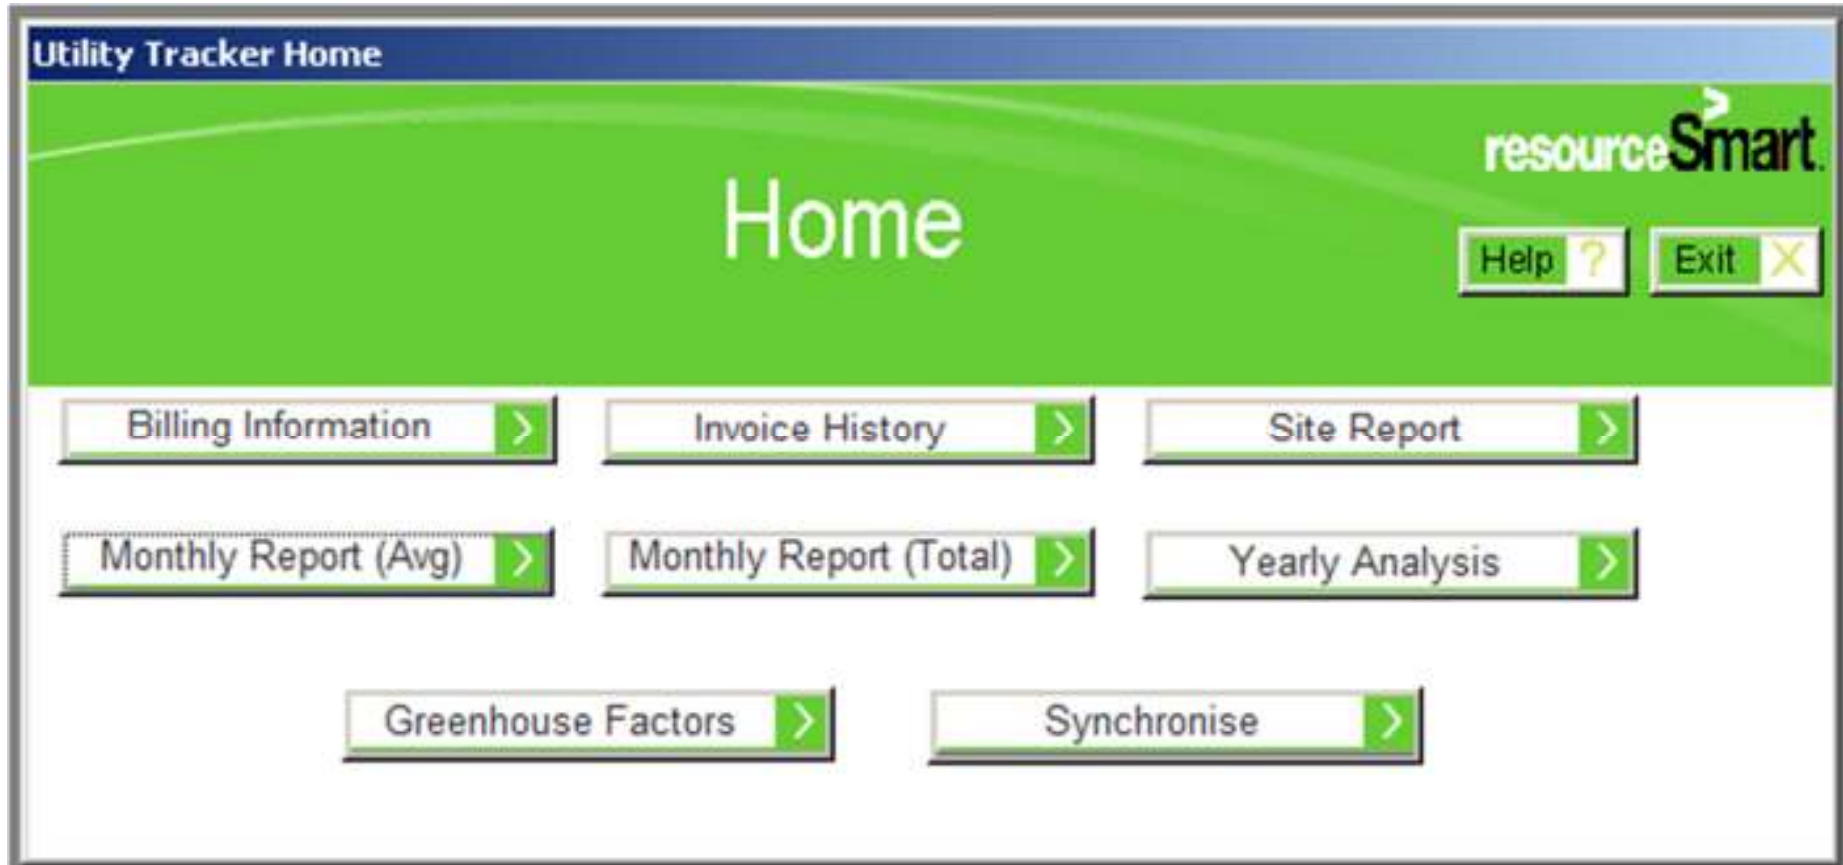 Utility Tracker Home
resourceSmart.
Home
Help ? Exit X
Billing Information > Invoice History > Site Report >
Monthly Report (Avg) > Monthly Report (Total) > Yearly Analysis >
Greenhouse Factors > Synchronise >